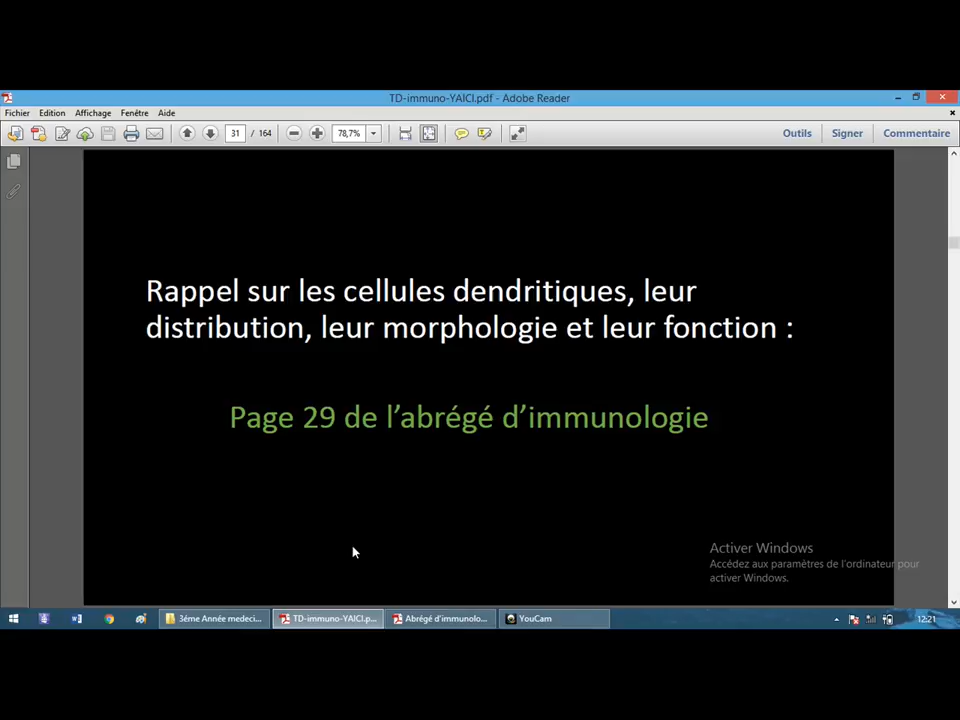 TD-immuno-YAICI.pdf - Adobe Reader
Fichier Edition Affichage Fenêtre Aide
31 / 164 78,7% Outils Signer Commentaire
Rappel sur les cellules dendritiques, leur
distribution, leur morphologie et leur fonction :
Page 29 de l’abrégé d’immunologie
Activer Windows
Accédez aux paramètres de l'ordinateur pour
activer Windows.
3éme Année medeci... TD-immuno-YAICI.p... Abrégé d'immunolo... YouCam 12:21